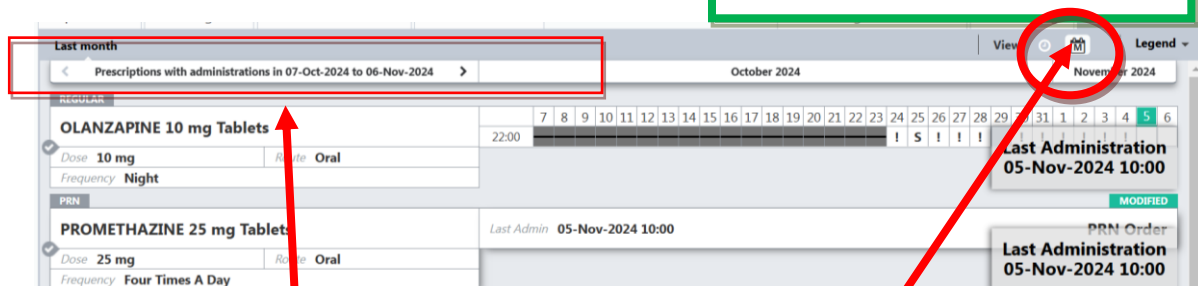 Last month
View
Legend
Prescriptions with administrations in 07-Oct-2024 to 06-Nov-2024
October 2024
November 2024
REGULAR
OLANZAPINE 10 mg Tablets
7 8 9 10 11 12 13 14 15 16 17 18 19 20 21 22 23 24 25 26 27 28 29 30 31 1 2 3 4 5 6
22:00 ! S ! ! !
Dose 10 mg
Route Oral
Frequency Night
Last Administration
05-Nov-2024 10:00
PRN
MODIFIED
PROMETHAZINE 25 mg Tablets
Last Admin 05-Nov-2024 10:00
PRN Order
Dose 25 mg
Route Oral
Frequency Four Times A Day
Last Administration
05-Nov-2024 10:00